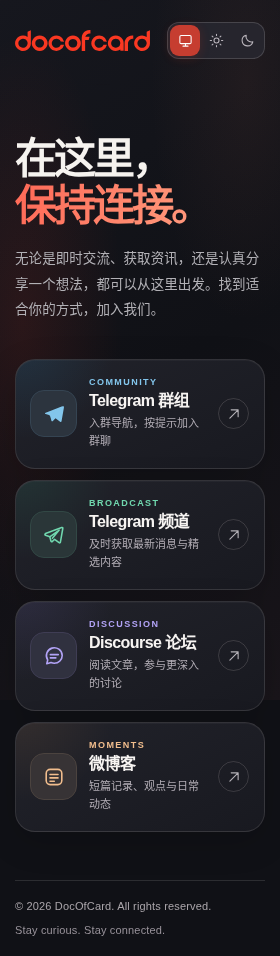 docofcard
在这里，
保持连接。
无论是即时交流、获取资讯，还是认真分
享一个想法，都可以从这里出发。找到适
合你的方式，加入我们。
COMMUNITY
Telegram 群组
入群导航，按提示加入
群聊
BROADCAST
Telegram 频道
及时获取最新消息与精
选内容
DISCUSSION
Discourse 论坛
阅读文章，参与更深入
的讨论
MOMENTS
微博客
短篇记录、观点与日常
动态
© 2026 DocOfCard. All rights reserved.
Stay curious. Stay connected.